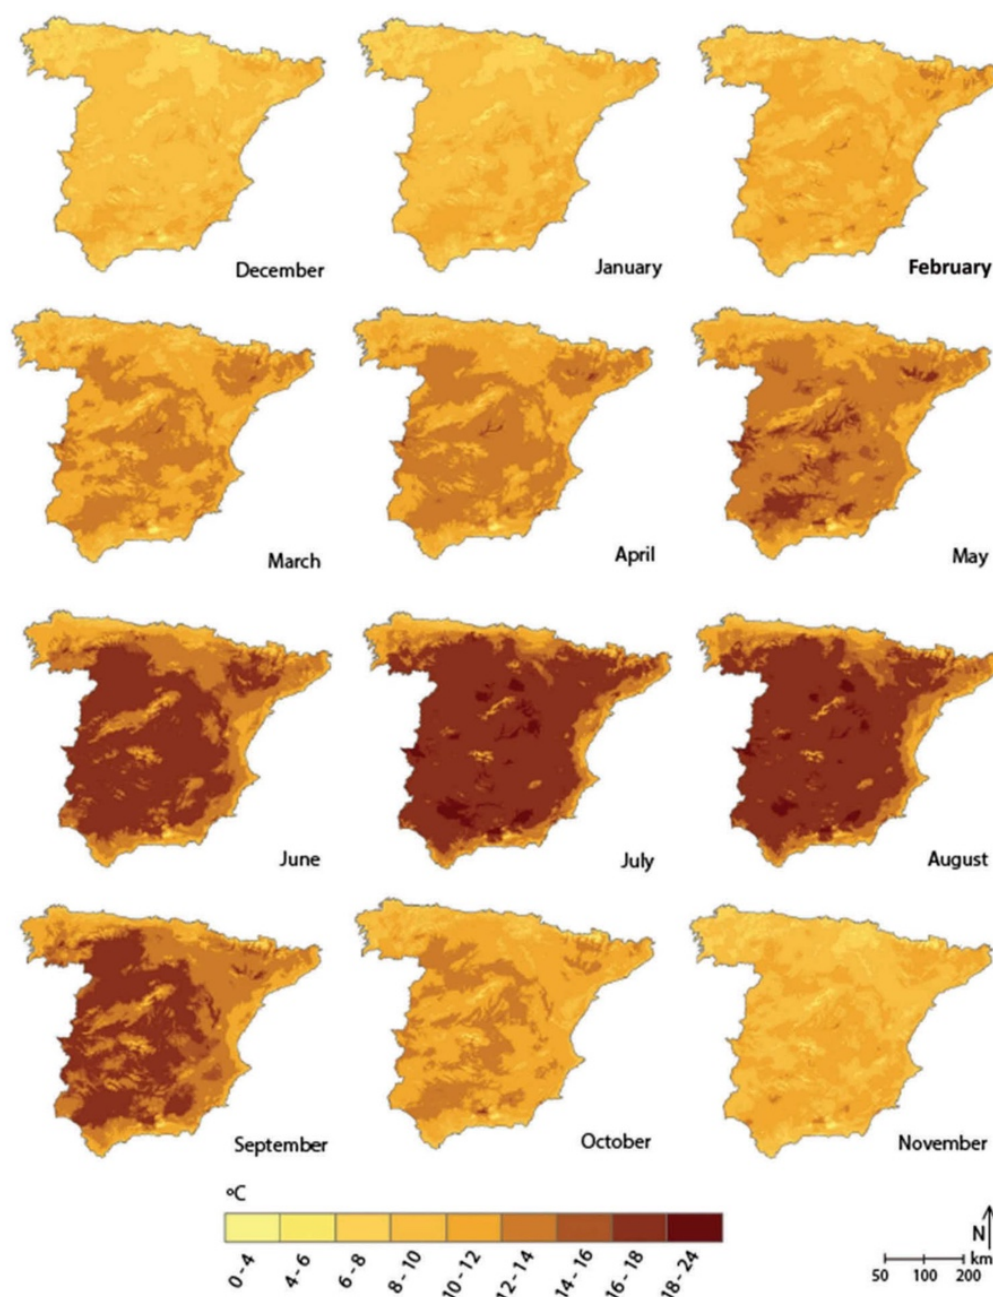 December
January
February
March
April
May
June
July
August
September
October
November
ºC
0-4
4-6
6-8
8-10
10-12
12-14
14-16
16-18
18-24
N
km
50 100 200